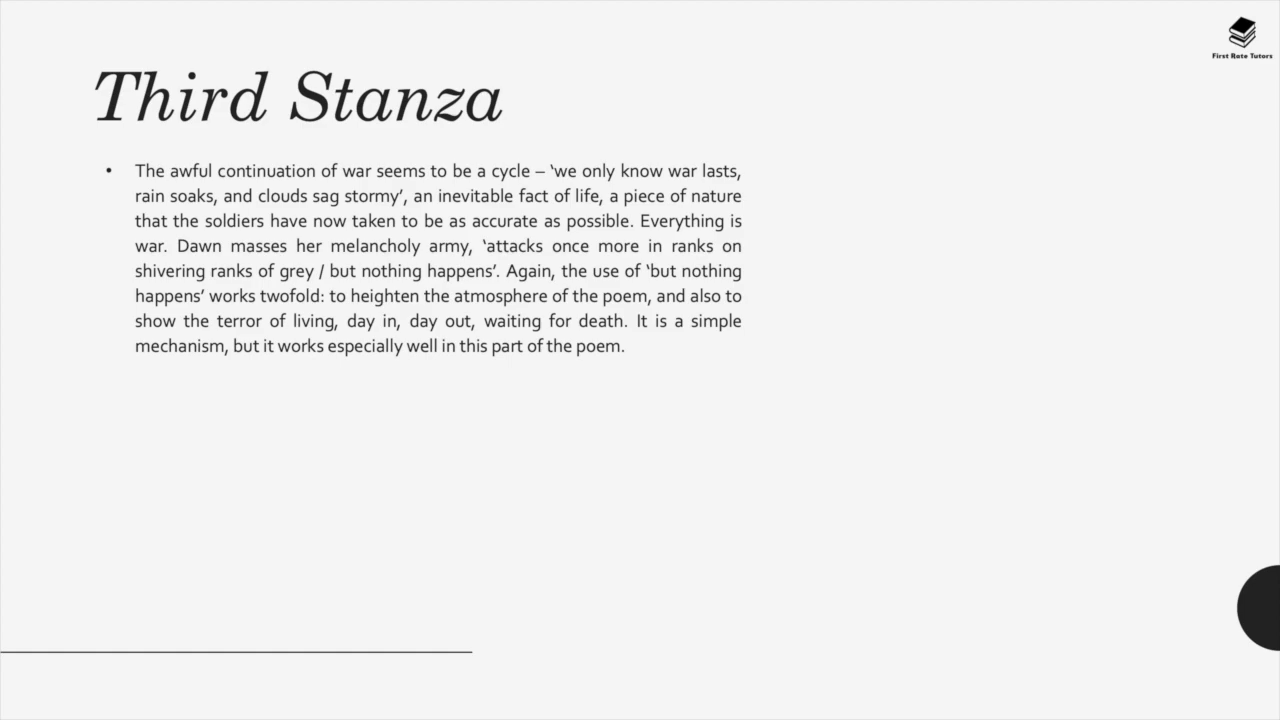 First Rate Tutors
Third Stanza
• The awful continuation of war seems to be a cycle – ‘we only know war lasts,
rain soaks, and clouds sag stormy’, an inevitable fact of life, a piece of nature
that the soldiers have now taken to be as accurate as possible. Everything is
war. Dawn masses her melancholy army, ‘attacks once more in ranks on
shivering ranks of grey / but nothing happens’. Again, the use of ‘but nothing
happens’ works twofold: to heighten the atmosphere of the poem, and also to
show the terror of living, day in, day out, waiting for death. It is a simple
mechanism, but it works especially well in this part of the poem.